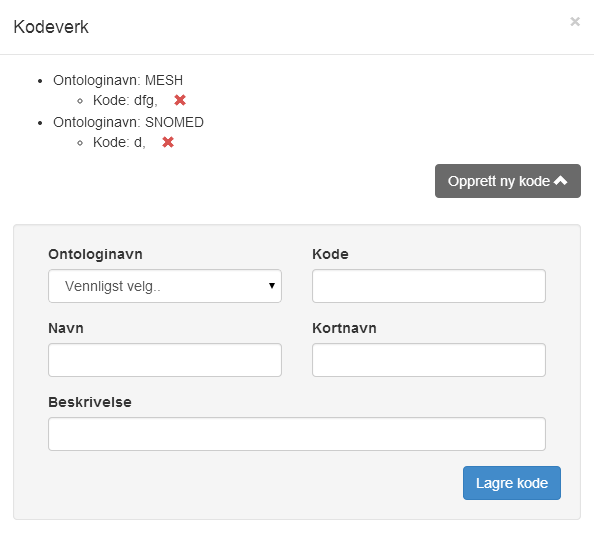 Kodeverk ×
Ontologinavn: MESH
Kode: dfg,
Ontologinavn: SNOMED
Kode: d,
Opprett ny kode
Ontologinavn Kode
Vennligst velg..
Navn Kortnavn
Beskrivelse
Lagre kode